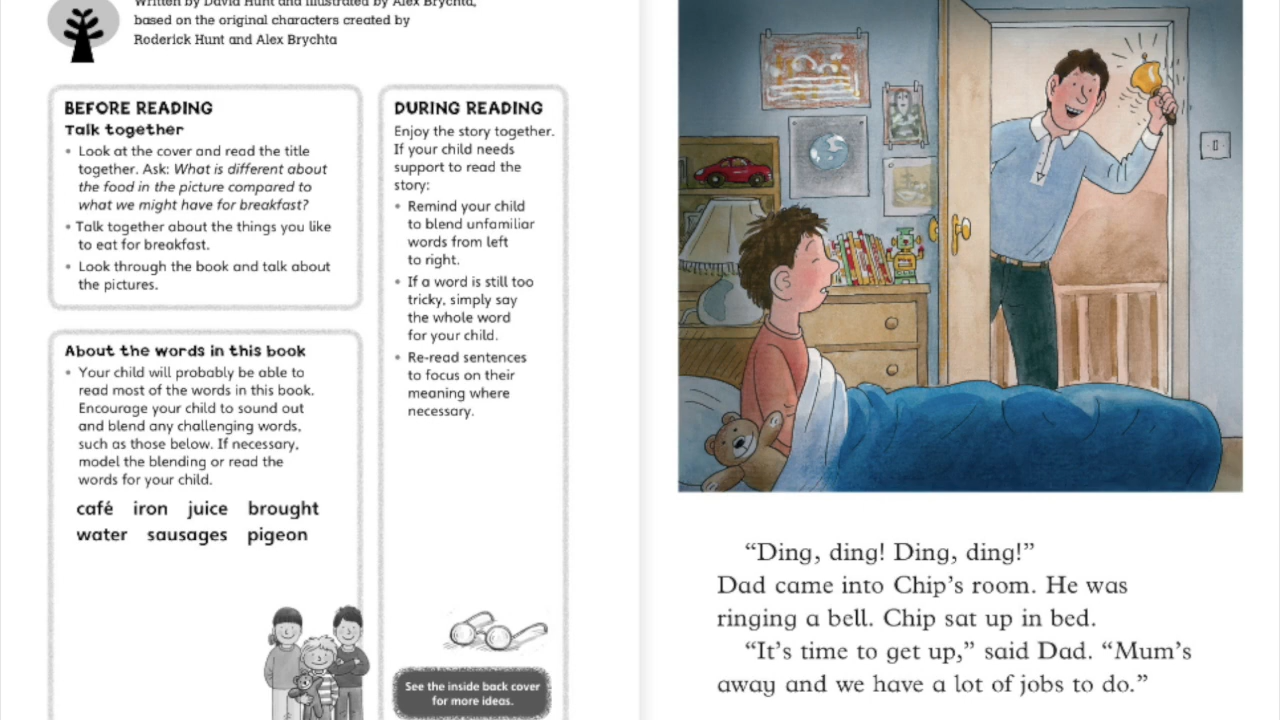 Written by David Hunt and illustrated by Alex Brychta,
based on the original characters created by
Roderick Hunt and Alex Brychta
BEFORE READING
Talk together
• Look at the cover and read the title
together. Ask: What is different about
the food in the picture compared to
what we might have for breakfast?
• Talk together about the things you like
to eat for breakfast.
• Look through the book and talk about
the pictures.
About the words in this book
• Your child will probably be able to
read most of the words in this book.
Encourage your child to sound out
and blend any challenging words,
such as those below. If necessary,
model the blending or read the
words for your child.
café iron juice brought
water sausages pigeon
DURING READING
Enjoy the story together.
If your child needs
support to read the
story:
• Remind your child
to blend unfamiliar
words from left
to right.
• If a word is still too
tricky, simply say
the whole word
for your child.
• Re-read sentences
to focus on their
meaning where
necessary.
See the inside back cover
for more ideas.
“Ding, ding! Ding, ding!”
Dad came into Chip’s room. He was
ringing a bell. Chip sat up in bed.
“It’s time to get up,” said Dad. “Mum’s
away and we have a lot of jobs to do.”